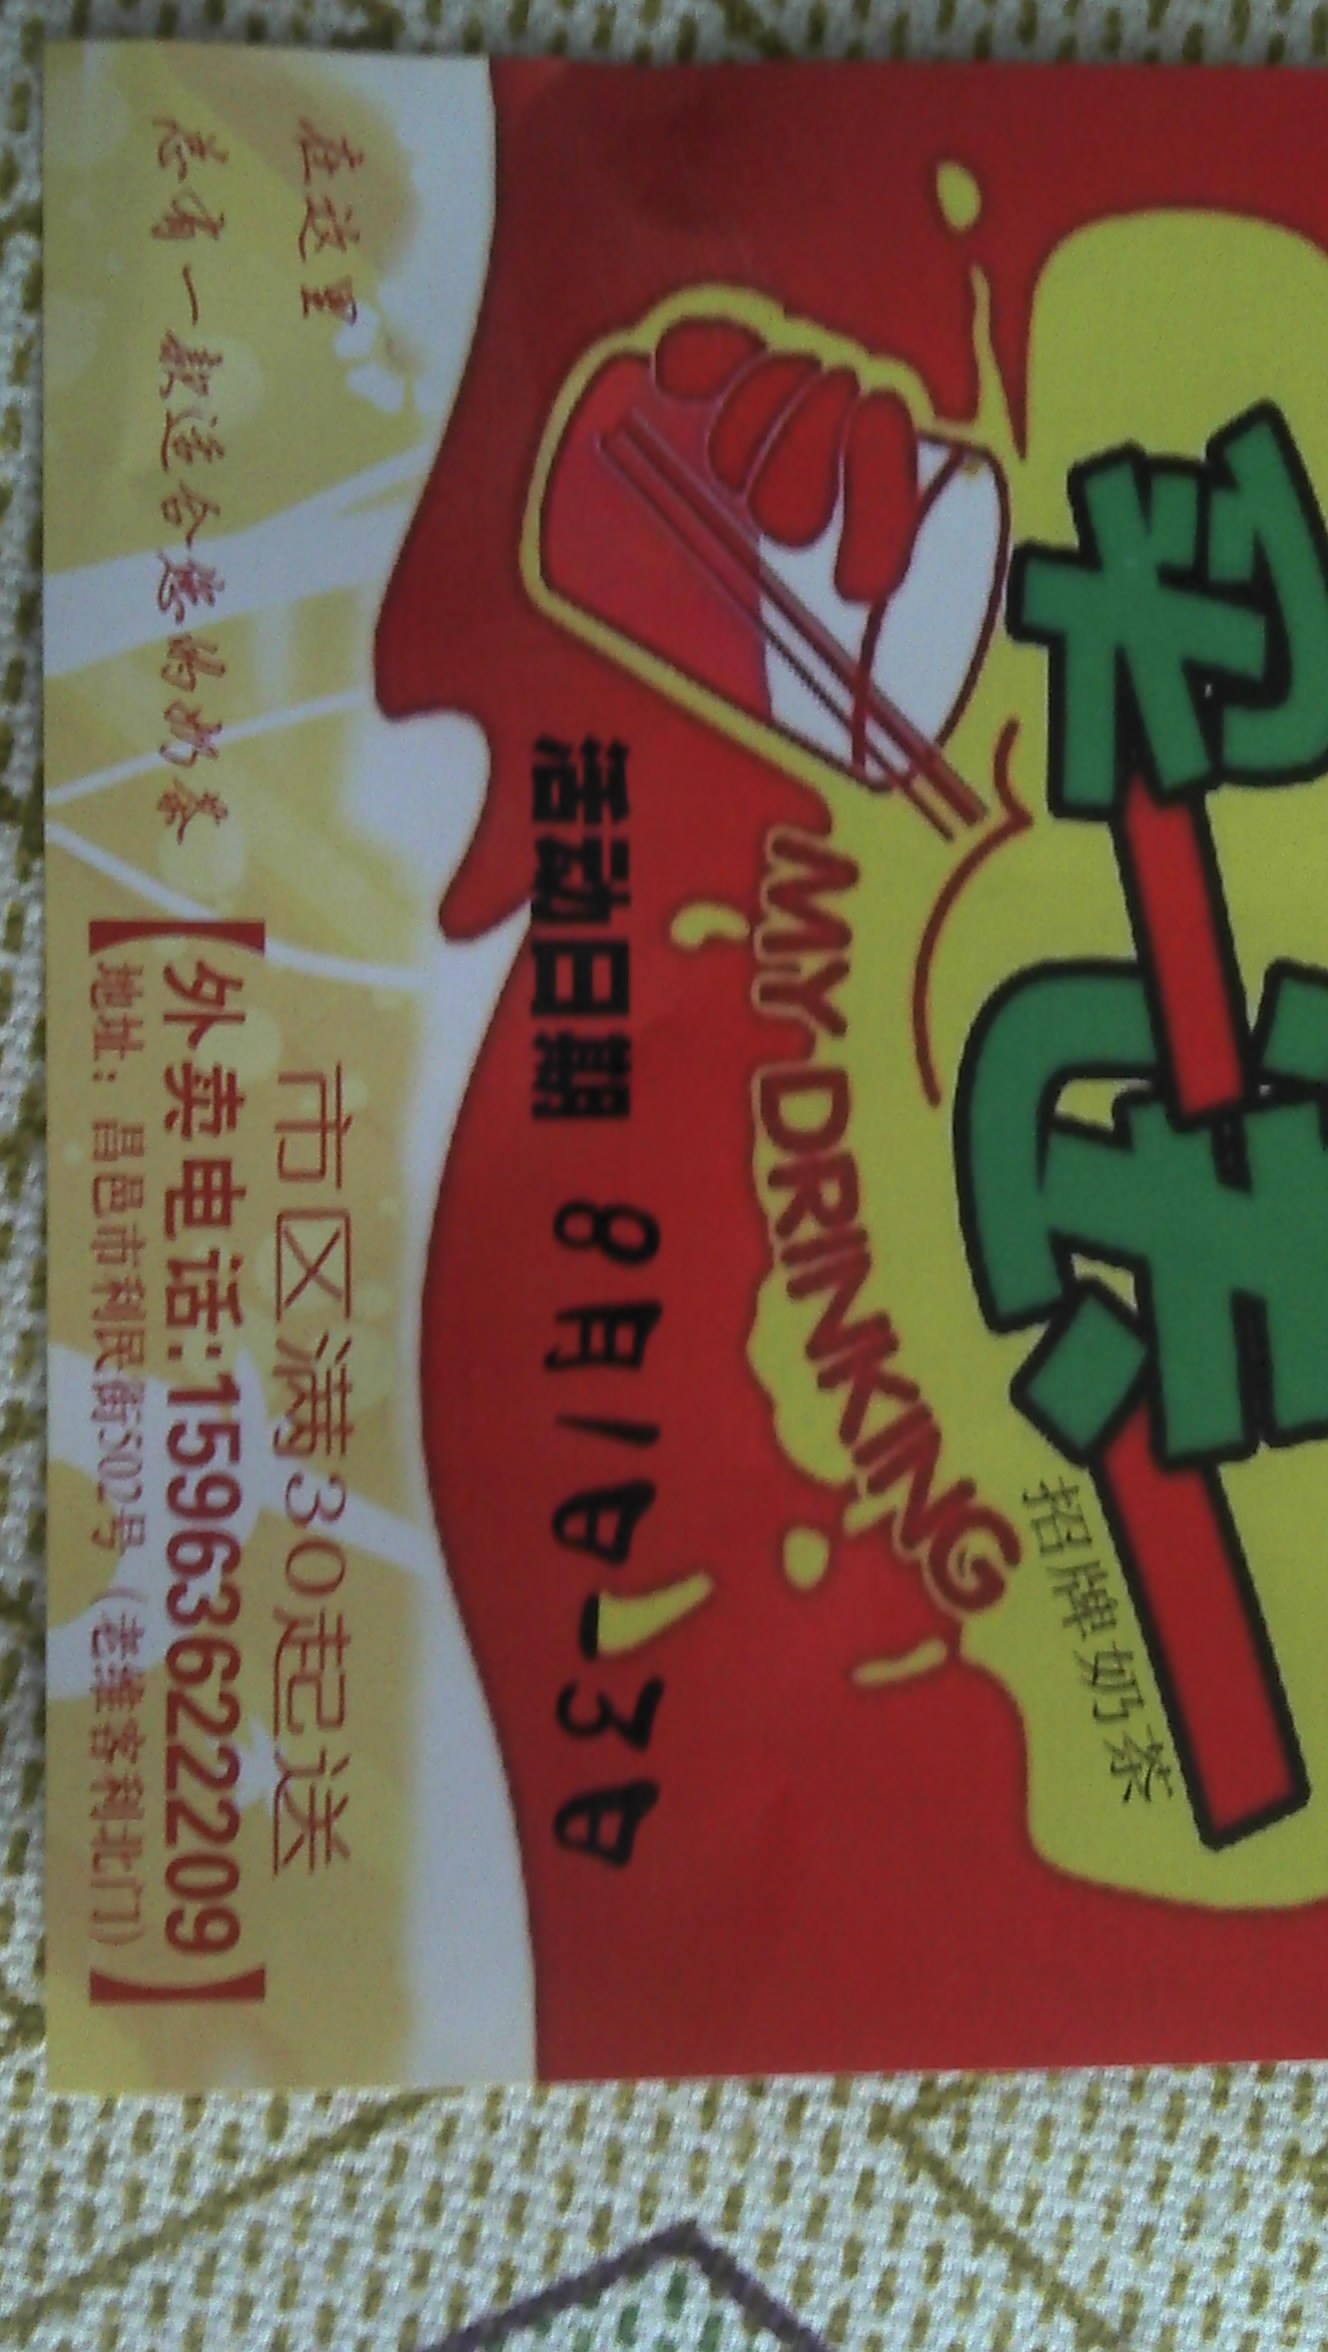 招牌奶茶
MY DRINKING
活动日期 8月1日-3日
在这里
总有一款适合您的奶茶
市区满30起送
【外卖电话:15963622209
地址：昌邑市利民街502号（老维客利北门）】